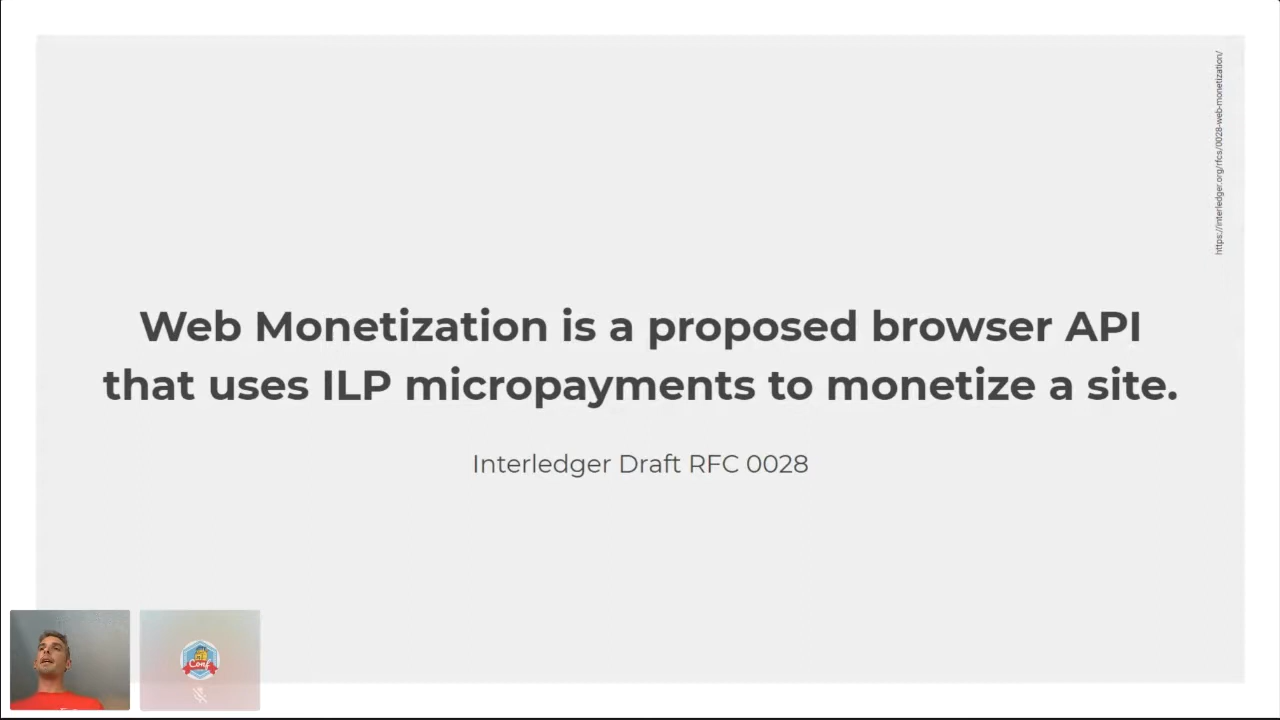 https://interledger.org/rfcs/0028-web-monetization/
Web Monetization is a proposed browser API
that uses ILP micropayments to monetize a site.
Interledger Draft RFC 0028
Conf